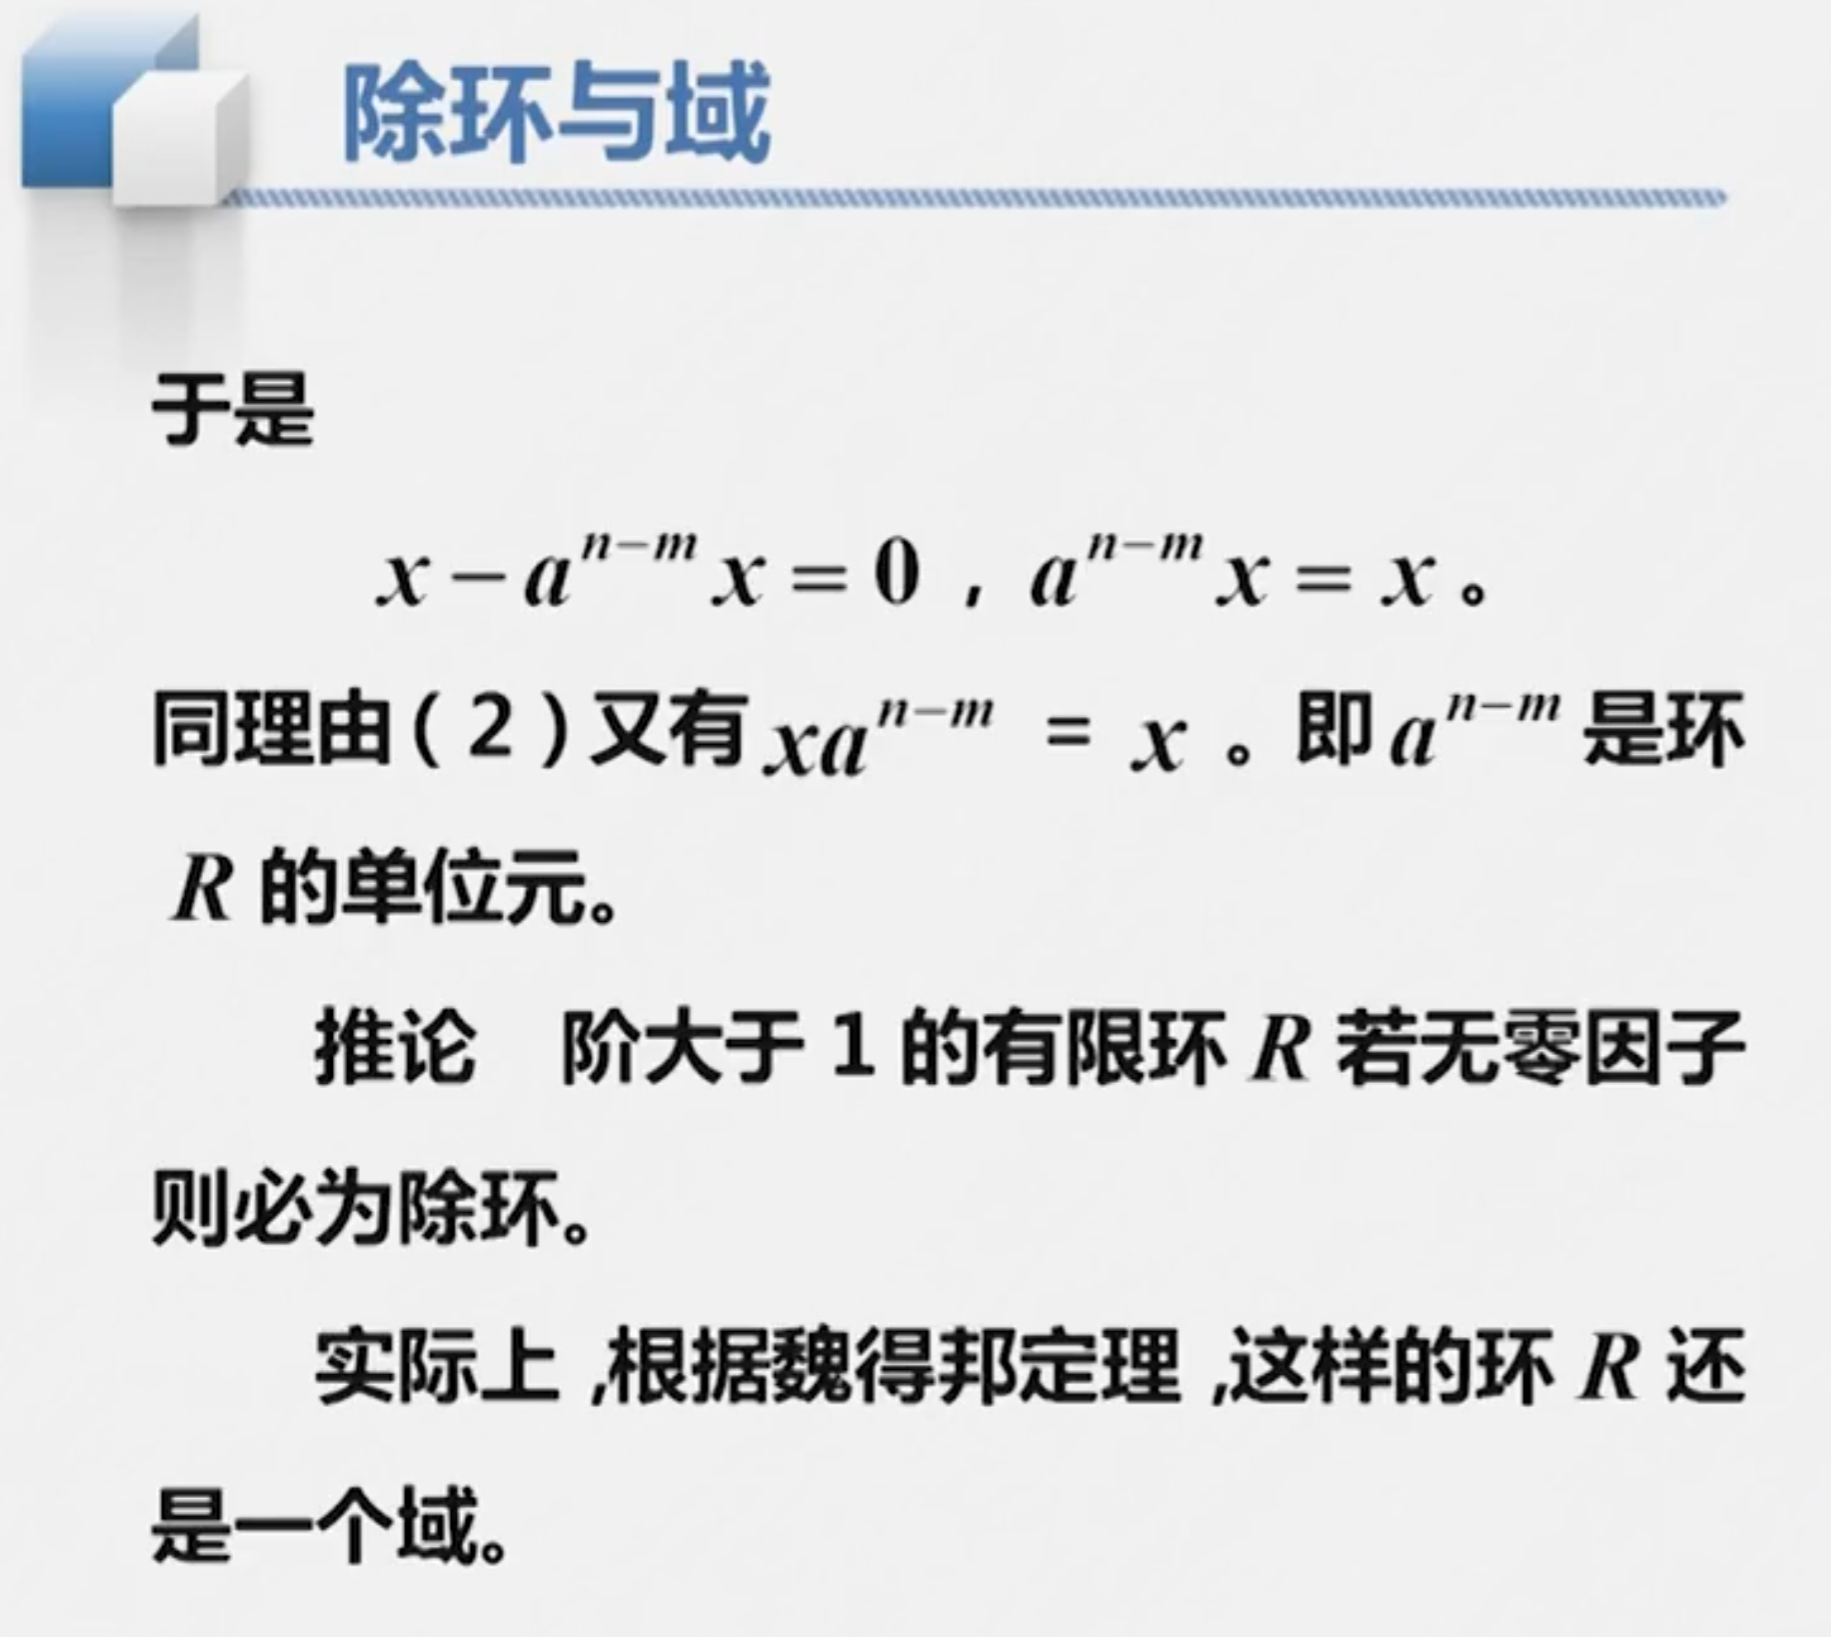 除环与域
于是
x − a^{n−m} x = 0 , a^{n−m} x = x 。
同理由(2)又有 xa^{n−m} = x 。即 a^{n−m} 是环
R 的单位元。
推论 阶大于 1 的有限环 R 若无零因子
则必为除环。
实际上 ,根据魏得邦定理 ,这样的环 R 还
是一个域。